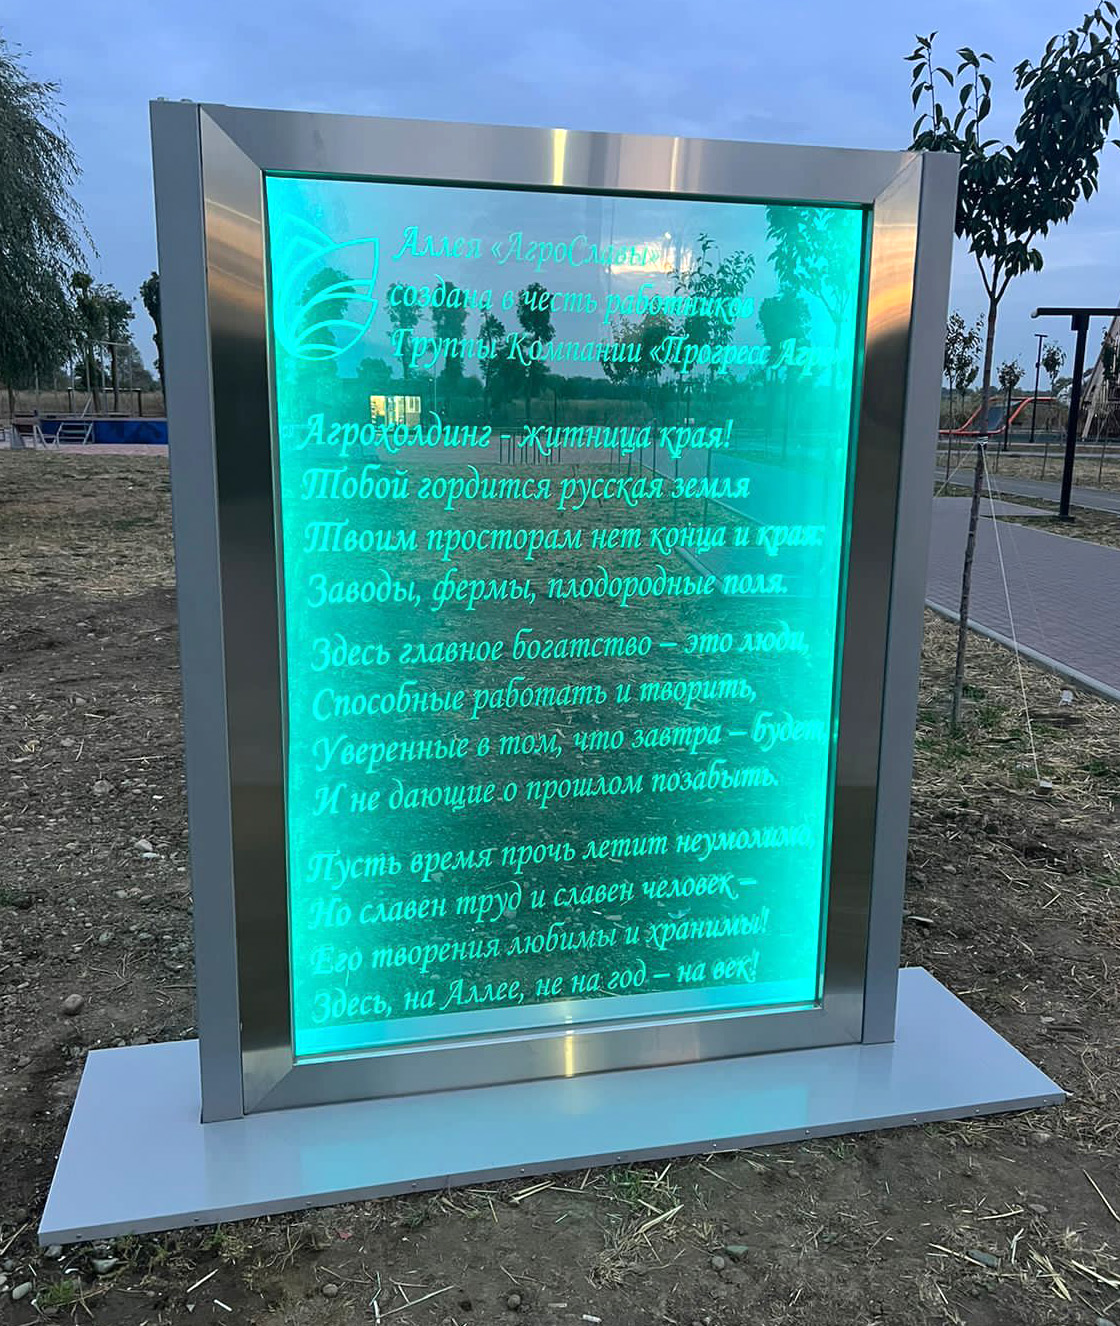 Аллея «АгроСлавы»
создана в честь работников
Группы Компании «Прогресс Агро»
Агрохолдинг - житница края!
Тобой гордится русская земля
Твоим просторам нет конца и края:
Заводы, фермы, плодородные поля.
Здесь главное богатство – это люди,
Способные работать и творить,
Уверенные в том, что завтра – будет,
И не дающие о прошлом позабыть.
Пусть время прочь летит неумолимо,
Но славен труд и славен человек –
Его творения любимы и хранимы!
Здесь, на Аллее, не на год – на век!